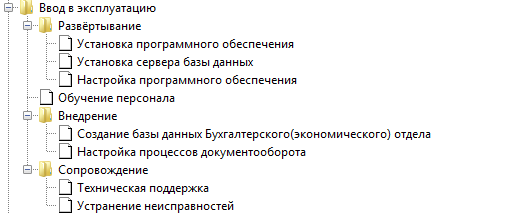 Ввод в эксплуатацию
Развёртывание
Установка программного обеспечения
Установка сервера базы данных
Настройка программного обеспечения
Обучение персонала
Внедрение
Создание базы данных Бухгалтерского(экономического) отдела
Настройка процессов документооборота
Сопровождение
Техническая поддержка
Устранение неисправностей